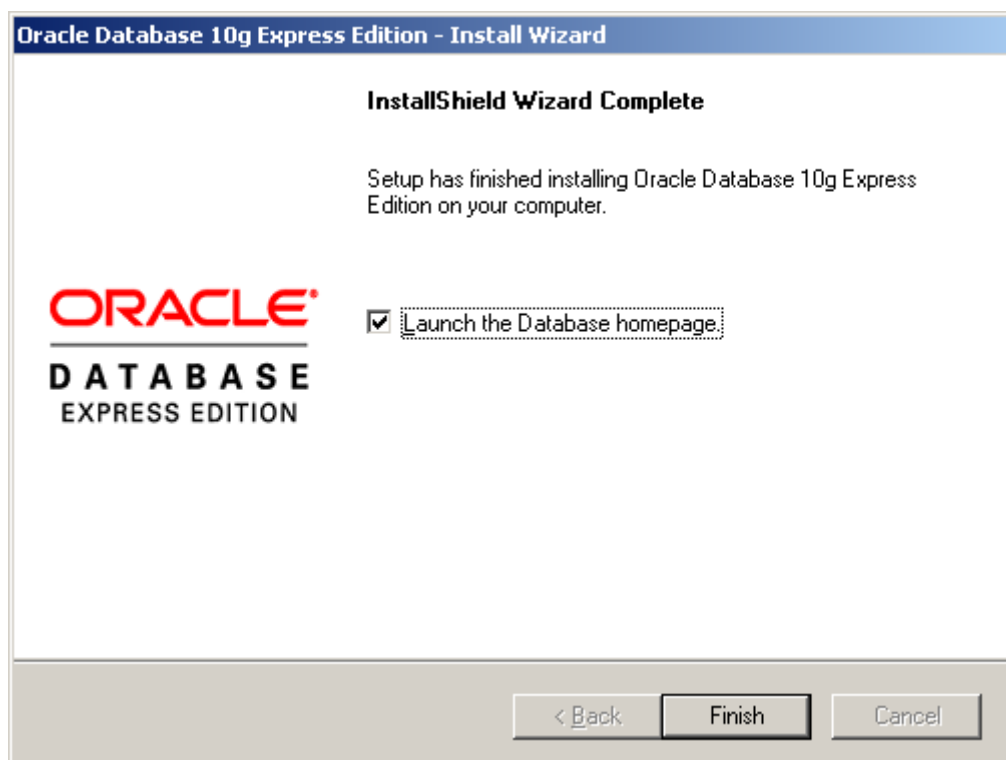 Oracle Database 10g Express Edition - Install Wizard
InstallShield Wizard Complete
Setup has finished installing Oracle Database 10g Express
Edition on your computer.
ORACLE®
DATABASE
EXPRESS EDITION
Launch the Database homepage.
< Back
Finish
Cancel